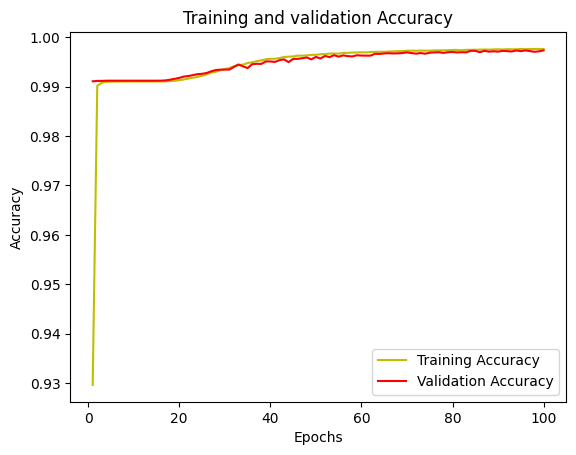 Training and validation Accuracy
1.00
0.99
0.98
0.97
0.96
0.95
0.94
0.93
Accuracy
Training Accuracy
Validation Accuracy
0 20 40 60 80 100
Epochs